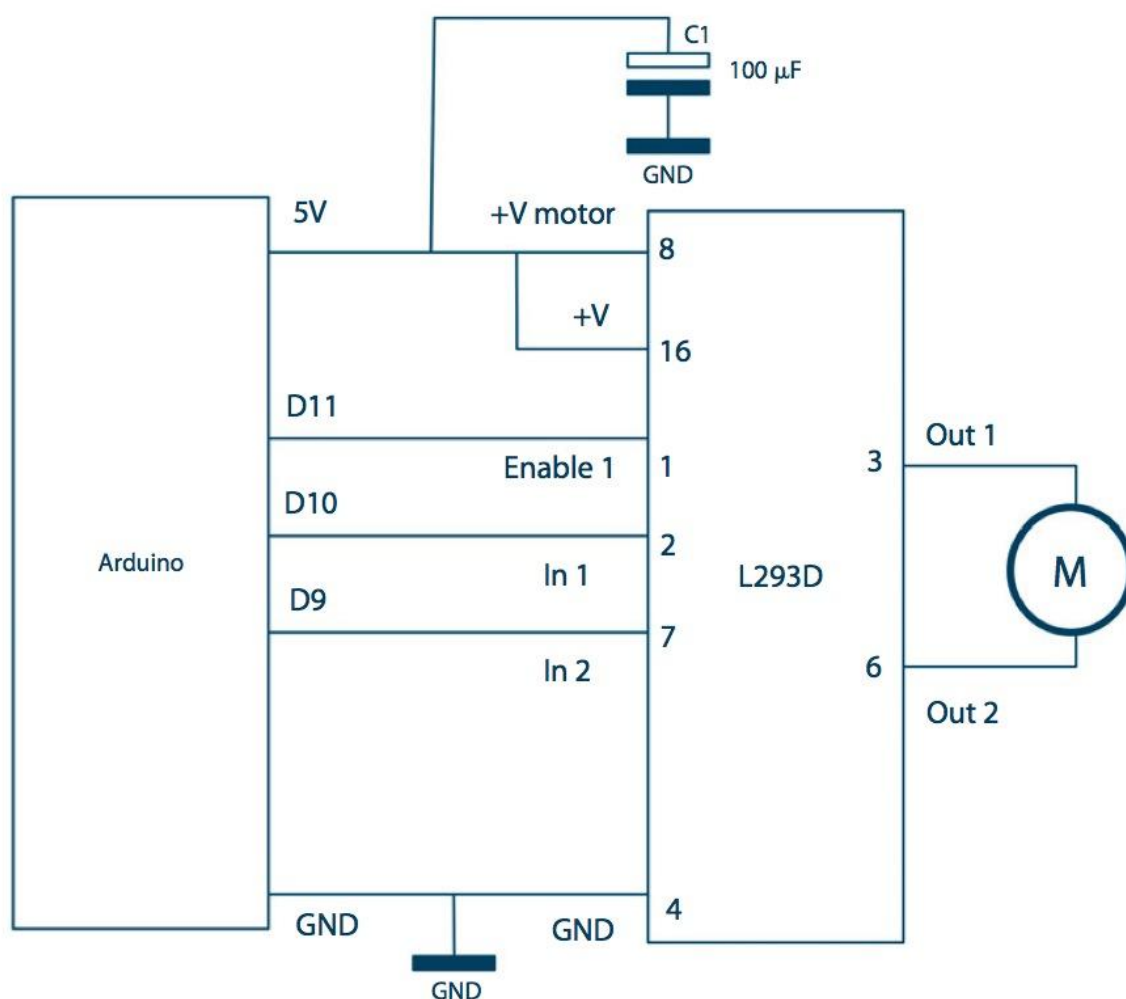 C1
100 µF
GND
5V
+V motor
8
+V
16
D11
Enable 1
1
D10
2
In 1
D9
7
In 2
Arduino
L293D
3
Out 1
M
6
Out 2
GND
GND
4
GND